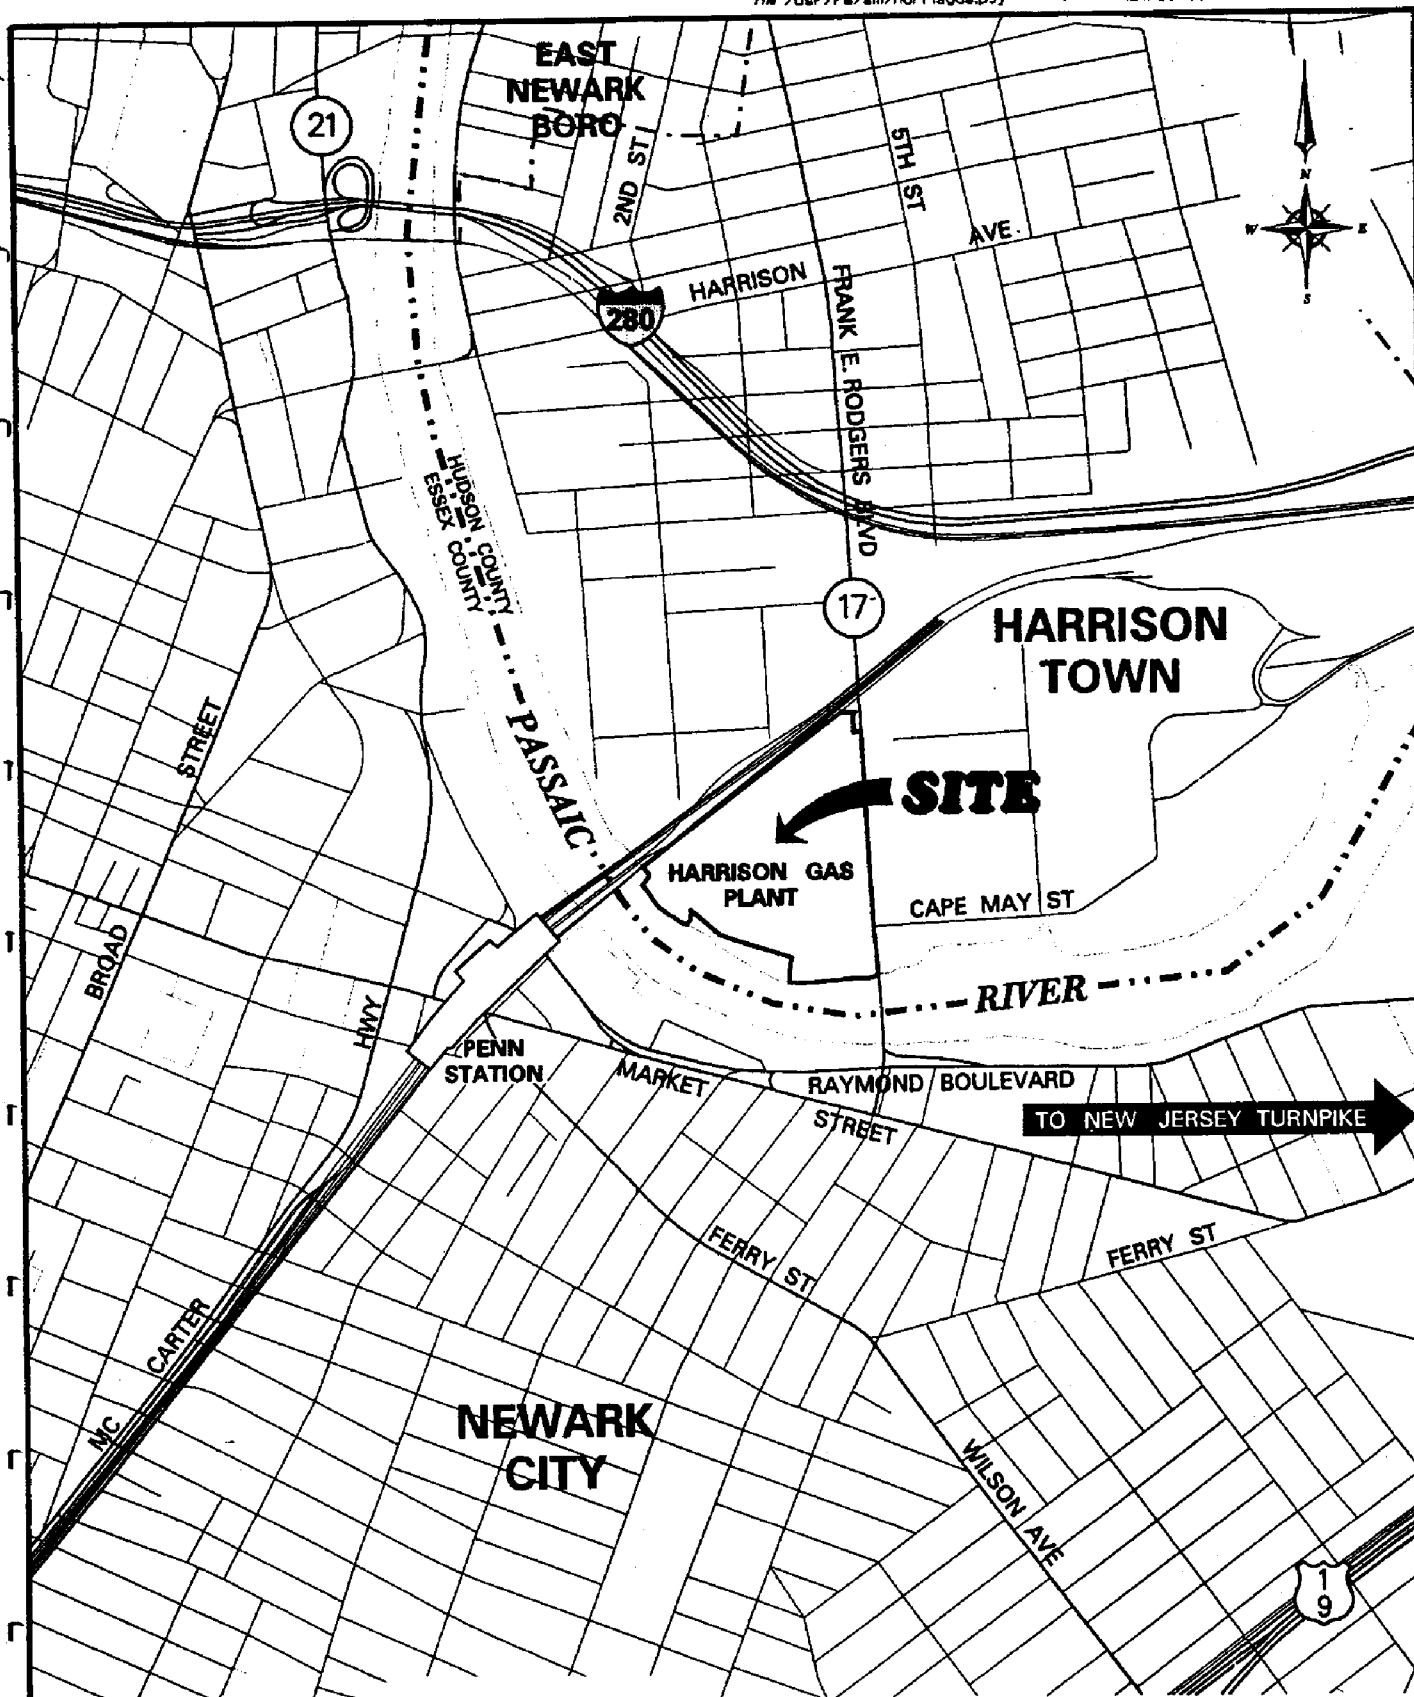 EAST
NEWARK
BORO
21
2ND ST
5TH ST
N
W E
S
HARRISON AVE.
280
FRANK E. RODGERS BLVD
HUDSON COUNTY
ESSEX COUNTY
17
HARRISON
TOWN
STREET
PASSAIC
SITE
HARRISON GAS
PLANT
CAPE MAY ST
BROAD
RIVER
HWY
PENN
STATION
MARKET
RAYMOND BOULEVARD
STREET
TO NEW JERSEY TURNPIKE
FERRY ST
FERRY ST
CARTER
MC
NEWARK
CITY
WILSON AVE
1
9